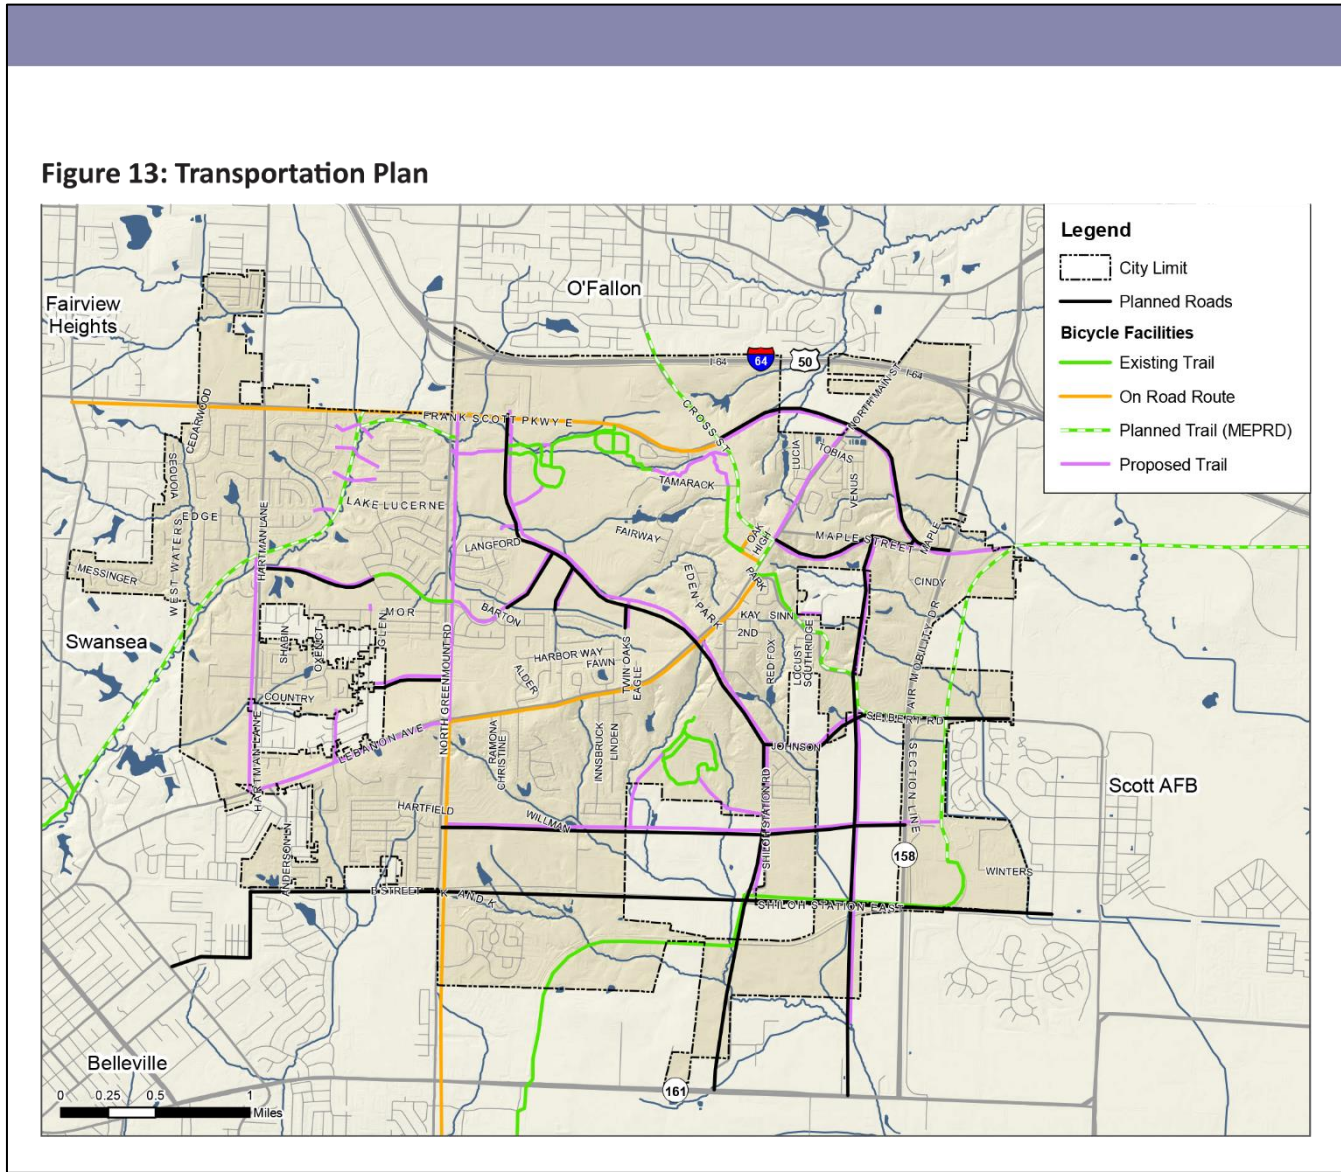 Figure 13: Transportation Plan
Legend
City Limit
Planned Roads
Bicycle Facilities
Existing Trail
On Road Route
Planned Trail (MEPRD)
Proposed Trail
O'Fallon
Fairview
Heights
64
50
I 64
I 64
NORTH MAIN ST
CROSS ST
FRANK SCOTT PKWY E
CEDARWOOD
SEQUOIA
LUCIA
TOBIAS
VENUS
TAMARACK
LAKE LUCERNE
EDGE
HARTMAN LANE
WEST WATERS
FAIRWAY
OAK
HIGH
MAPLE STREET
MAPLE
LANGFORD
MESSINGER
EDEN PARK
PARK
CINDY
GLEN
MOR
BARTON
KAY
SINN
2ND
Swansea
SHABIN
NORTH GREENMOUNT RD
HARBOR WAY
FAWN
TWIN OAKS
EAGLE
RED FOX
LOCUST
SOUTHRIDGE
AIR MOBILITY DR
ALDER
COUNTRY
SEIBERT RD
LEBANON AVE
HARTMAN LANE
RAMONA
CHRISTINE
INNSBRUCK
LINDEN
JOHNSON
SECTION LINE
Scott AFB
HARTFIELD
WILLMAN
SHILOH STATION RD
158
ANDERSON LN
WINTERS
E STREET
K AND K
SHILOH STATION EAST
Belleville
161
0 0.25 0.5 1
Miles